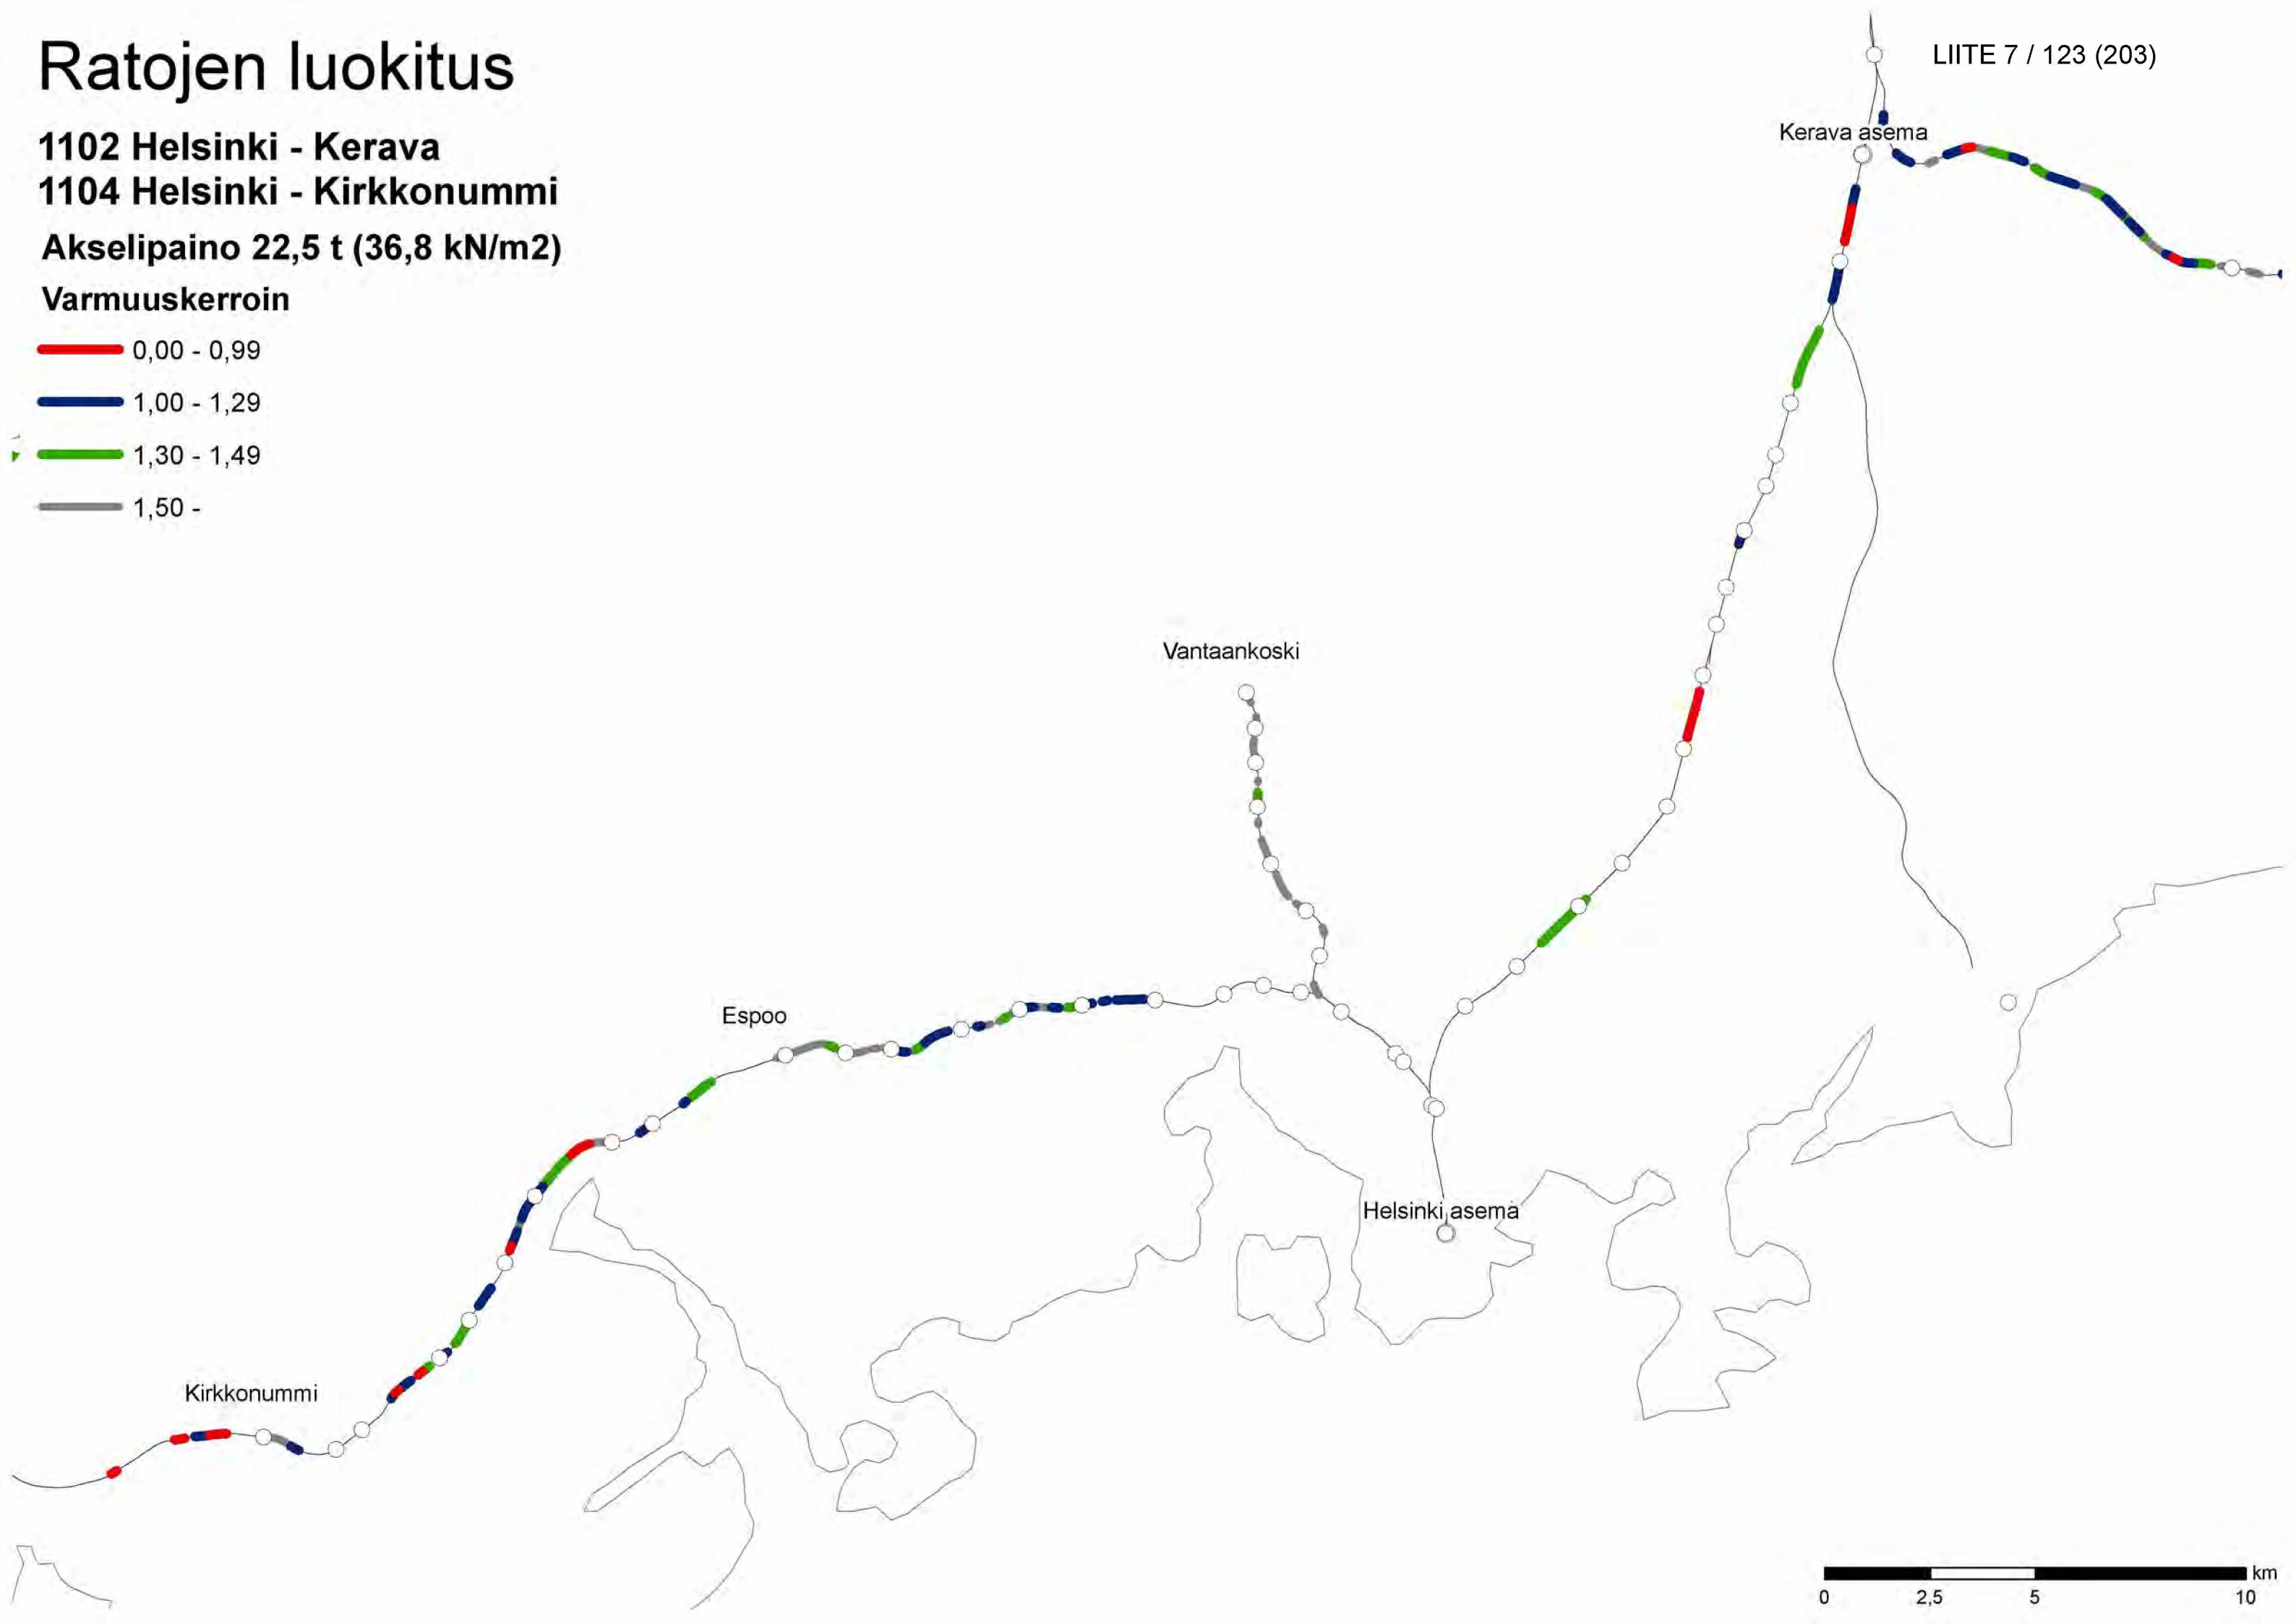 Ratojen luokitus
LIITE 7 / 123 (203)
1102 Helsinki - Kerava
1104 Helsinki - Kirkkonummi
Akselipaino 22,5 t (36,8 kN/m2)
Varmuuskerroin
0,00 - 0,99
1,00 - 1,29
1,30 - 1,49
1,50 -
Kerava asema
Vantaankoski
Espoo
Helsinki asema
Kirkkonummi
km
0 2,5 5 10